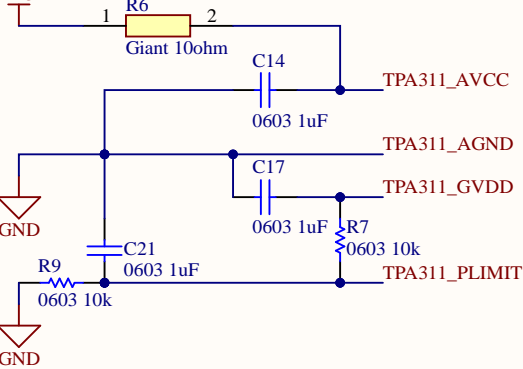 R6
1
2
Giant 10ohm
C14
TPA311_AVCC
0603 1uF
TPA311_AGND
C17
TPA311_GVDD
GND
0603 1uF
R7
C21
0603 10k
0603 1uF
R9
TPA311_PLIMIT
0603 10k
GND